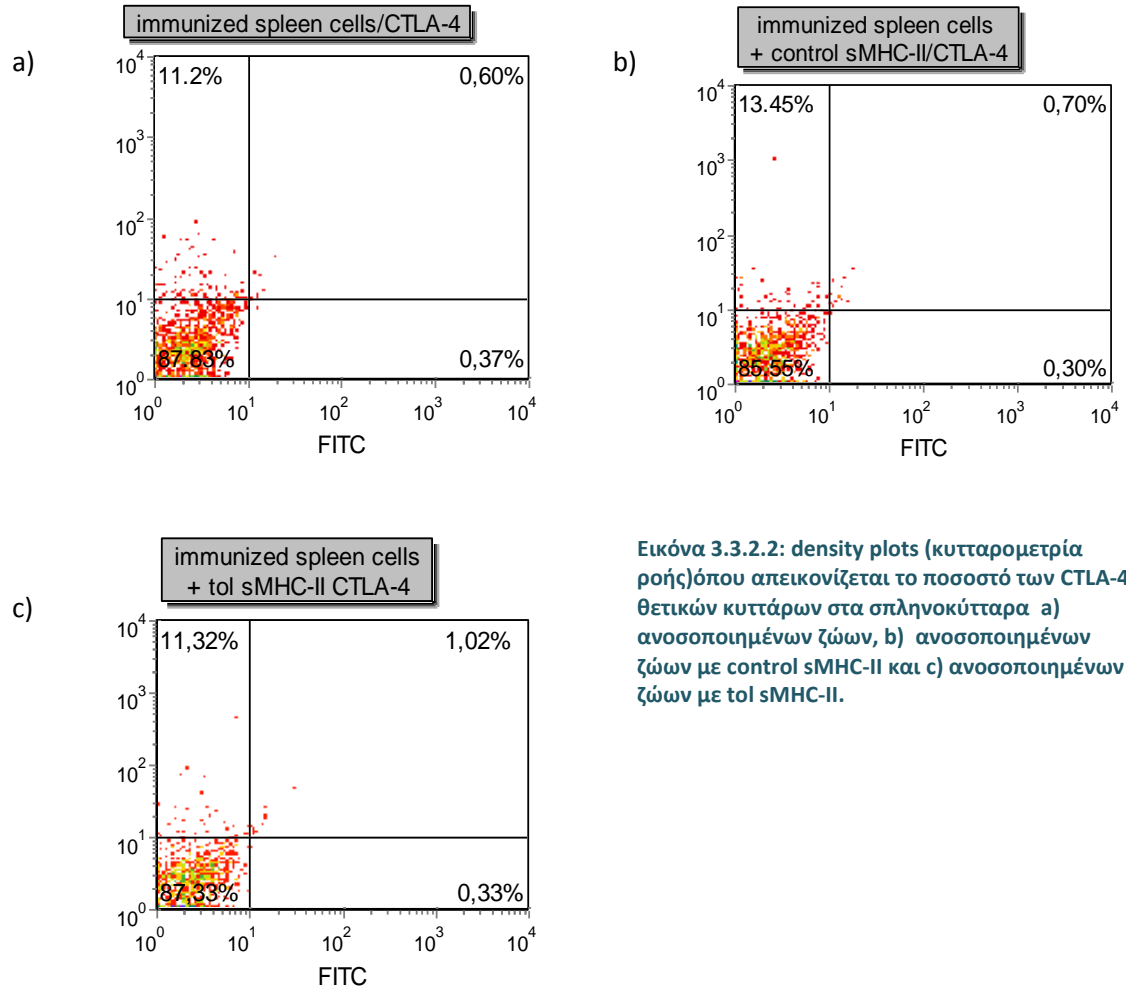 immunized spleen cells/CTLA-4
a)
11.2%
0,60%
87.83%
0,37%
10^4
10^3
10^2
10^1
10^0
10^0 10^1 10^2 10^3 10^4
FITC
immunized spleen cells
+ control sMHC-II/CTLA-4
b)
13.45%
0,70%
85.55%
0,30%
10^4
10^3
10^2
10^1
10^0
10^0 10^1 10^2 10^3 10^4
FITC
immunized spleen cells
+ tol sMHC-II CTLA-4
c)
11,32%
1,02%
87,33%
0,33%
10^4
10^3
10^2
10^1
10^0
10^0 10^1 10^2 10^3 10^4
FITC
Εικόνα 3.3.2.2: density plots (κυτταρομετρία
ροής)όπου απεικονίζεται το ποσοστό των CTLA-4
θετικών κυττάρων στα σπληνοκύτταρα a)
ανοσοποιημένων ζώων, b) ανοσοποιημένων
ζώων με control sMHC-II και c) ανοσοποιημένων
ζώων με tol sMHC-II.